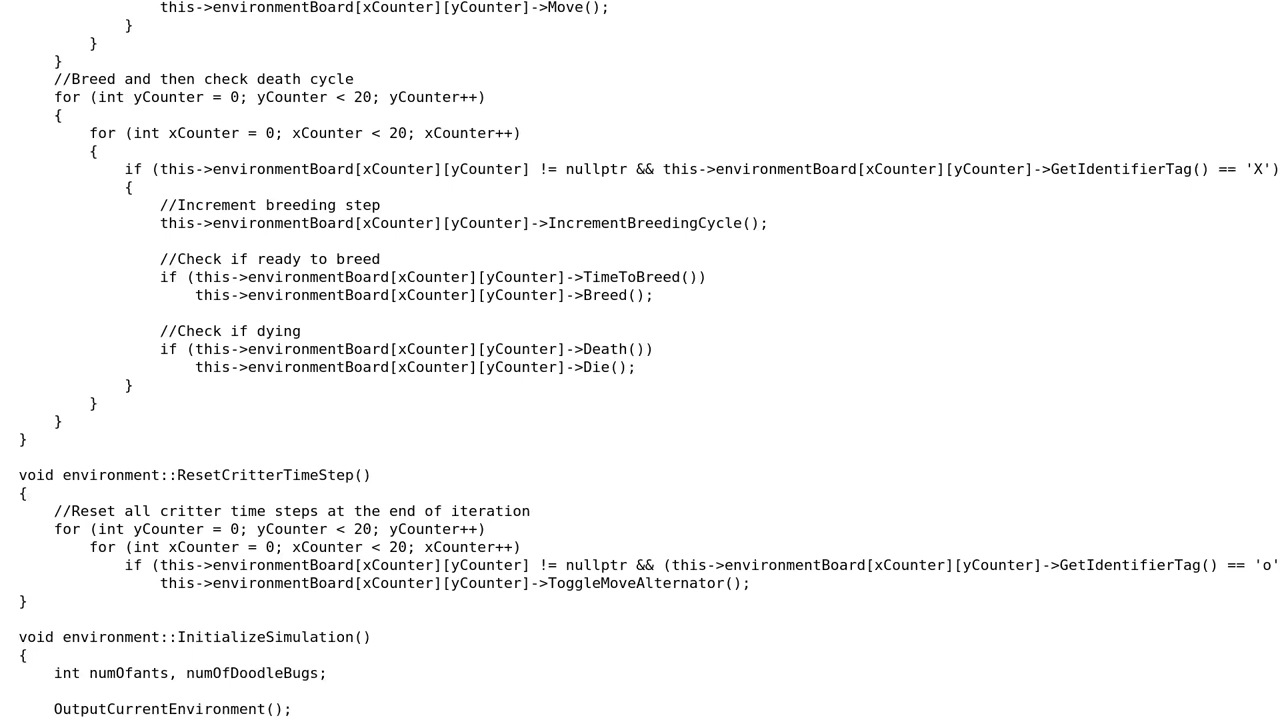 this->environmentBoard[xCounter][yCounter]->Move();
            }
        }
    }
    //Breed and then check death cycle
    for (int yCounter = 0; yCounter < 20; yCounter++)
    {
        for (int xCounter = 0; xCounter < 20; xCounter++)
        {
            if (this->environmentBoard[xCounter][yCounter] != nullptr && this->environmentBoard[xCounter][yCounter]->GetIdentifierTag() == 'X')
            {
                //Increment breeding step
                this->environmentBoard[xCounter][yCounter]->IncrementBreedingCycle();

                //Check if ready to breed
                if (this->environmentBoard[xCounter][yCounter]->TimeToBreed())
                    this->environmentBoard[xCounter][yCounter]->Breed();

                //Check if dying
                if (this->environmentBoard[xCounter][yCounter]->Death())
                    this->environmentBoard[xCounter][yCounter]->Die();
            }
        }
    }
}

void environment::ResetCritterTimeStep()
{
    //Reset all critter time steps at the end of iteration
    for (int yCounter = 0; yCounter < 20; yCounter++)
        for (int xCounter = 0; xCounter < 20; xCounter++)
            if (this->environmentBoard[xCounter][yCounter] != nullptr && (this->environmentBoard[xCounter][yCounter]->GetIdentifierTag() == 'o'
                this->environmentBoard[xCounter][yCounter]->ToggleMoveAlternator();
}

void environment::InitializeSimulation()
{
    int numOfants, numOfDoodleBugs;

    OutputCurrentEnvironment();